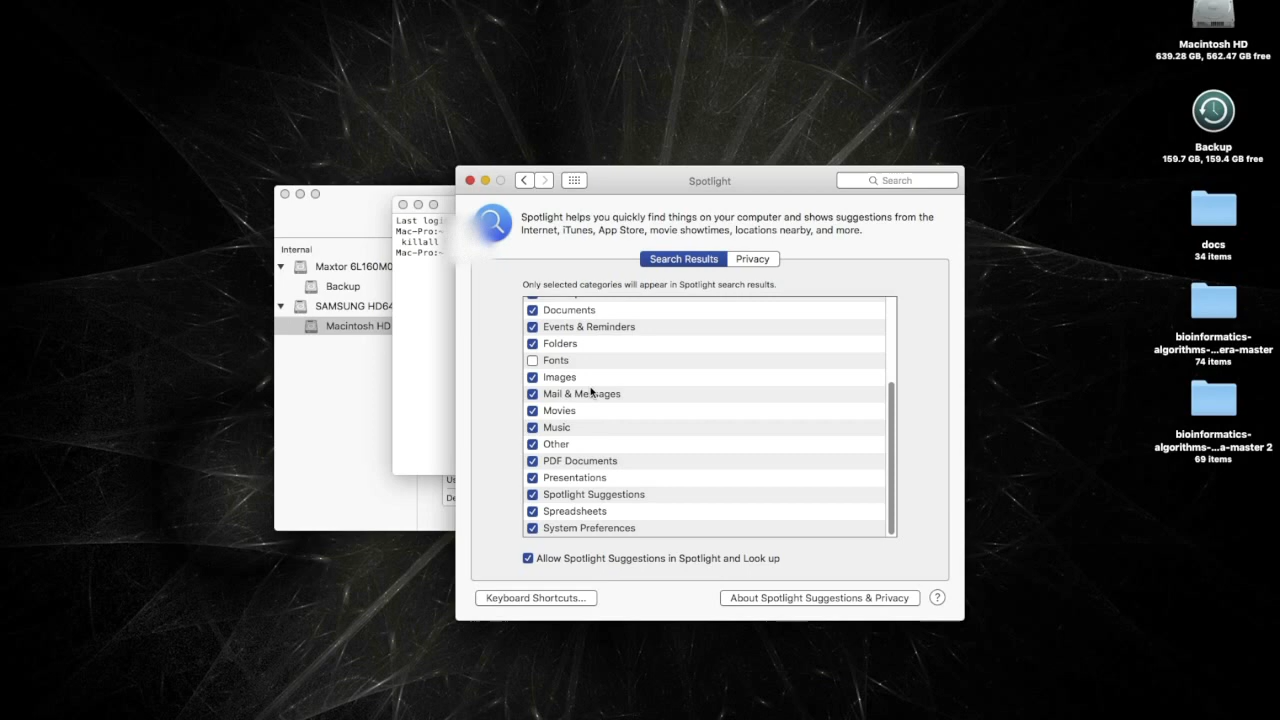 Macintosh HD
639.28 GB, 562.47 GB free
Backup
159.7 GB, 159.4 GB free
docs
34 items
bioinformatics-
algorithms-...era-master
74 items
bioinformatics-
algorithms-...a-master 2
69 items
Internal
Maxtor 6L160M0
Backup
SAMSUNG HD64
Macintosh HD
Last logi
Mac-Pro:~
killall
Mac-Pro:~
Spotlight
Search
Spotlight helps you quickly find things on your computer and shows suggestions from the
Internet, iTunes, App Store, movie showtimes, locations nearby, and more.
Search Results
Privacy
Only selected categories will appear in Spotlight search results.
Documents
Events & Reminders
Folders
Fonts
Images
Mail & Messages
Movies
Music
Other
PDF Documents
Presentations
Spotlight Suggestions
Spreadsheets
System Preferences
Allow Spotlight Suggestions in Spotlight and Look up
Keyboard Shortcuts...
About Spotlight Suggestions & Privacy
?